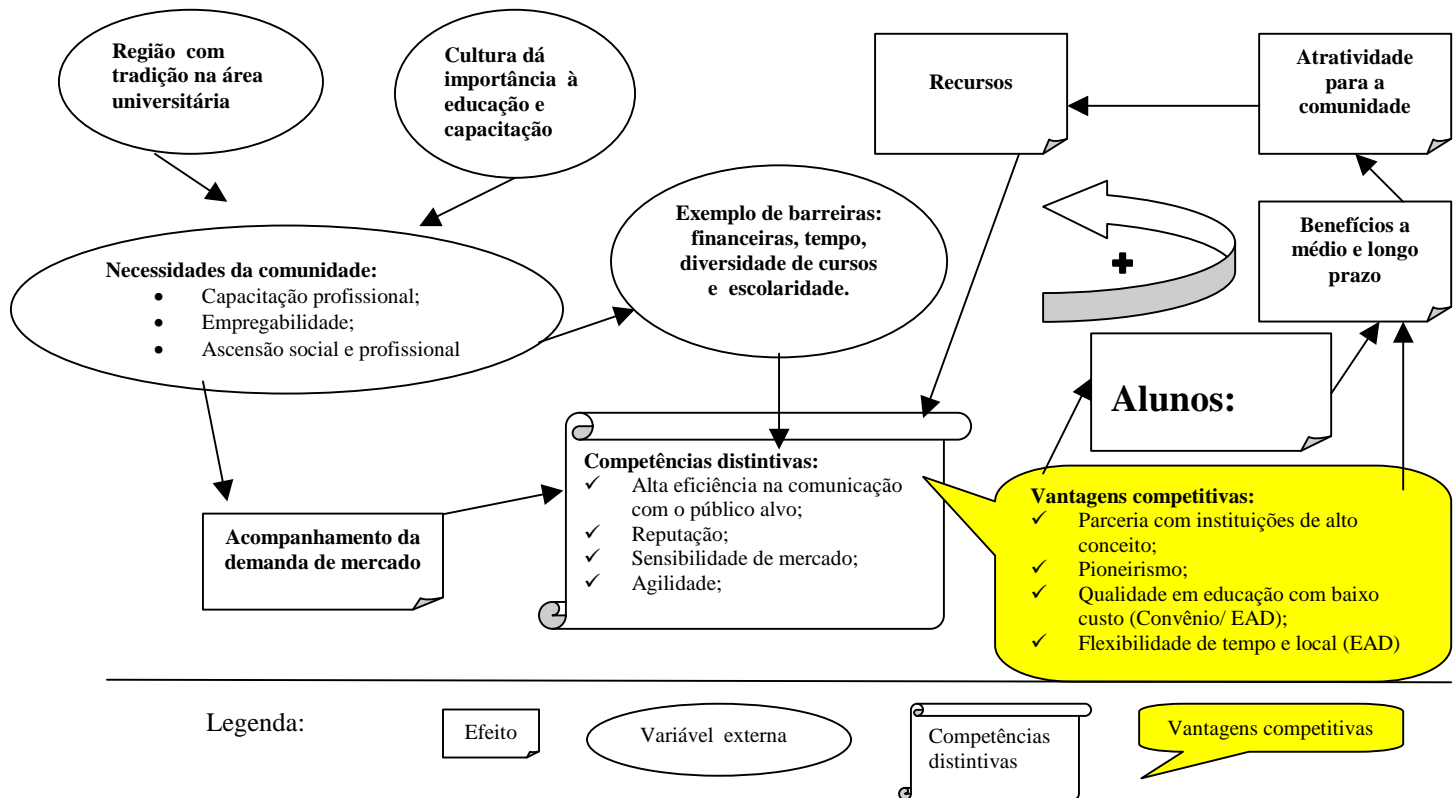 Região com
tradição na área
universitária
Cultura dá
importância à
educação e
capacitação
Recursos
Atratividade
para a
comunidade
Exemplo de barreiras:
financeiras, tempo,
diversidade de cursos
e escolaridade.
Benefícios a
médio e longo
prazo
Necessidades da comunidade:
• Capacitação profissional;
• Empregabilidade;
• Ascensão social e profissional
+
Alunos:
Acompanhamento da
demanda de mercado
Competências distintivas:
✓ Alta eficiência na comunicação
com o público alvo;
✓ Reputação;
✓ Sensibilidade de mercado;
✓ Agilidade;
Vantagens competitivas:
✓ Parceria com instituições de alto
conceito;
✓ Pioneirismo;
✓ Qualidade em educação com baixo
custo (Convênio/ EAD);
✓ Flexibilidade de tempo e local (EAD)
Legenda:
Efeito
Variável externa
Competências
distintivas
Vantagens competitivas